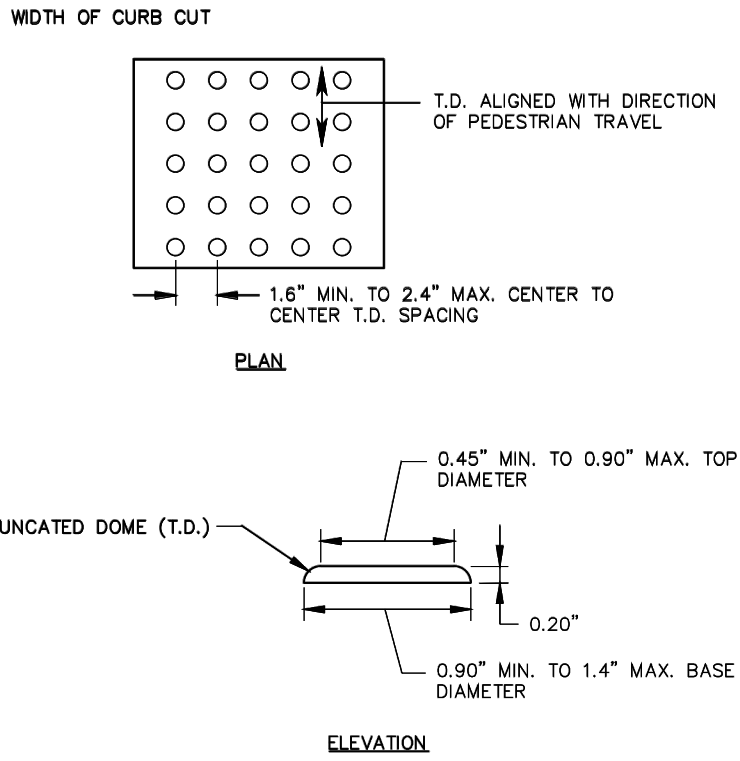 WIDTH OF CURB CUT
T.D. ALIGNED WITH DIRECTION
OF PEDESTRIAN TRAVEL
1.6" MIN. TO 2.4" MAX. CENTER TO
CENTER T.D. SPACING
PLAN
0.45" MIN. TO 0.90" MAX. TOP
DIAMETER
UNCATED DOME (T.D.)
0.20"
0.90" MIN. TO 1.4" MAX. BASE
DIAMETER
ELEVATION